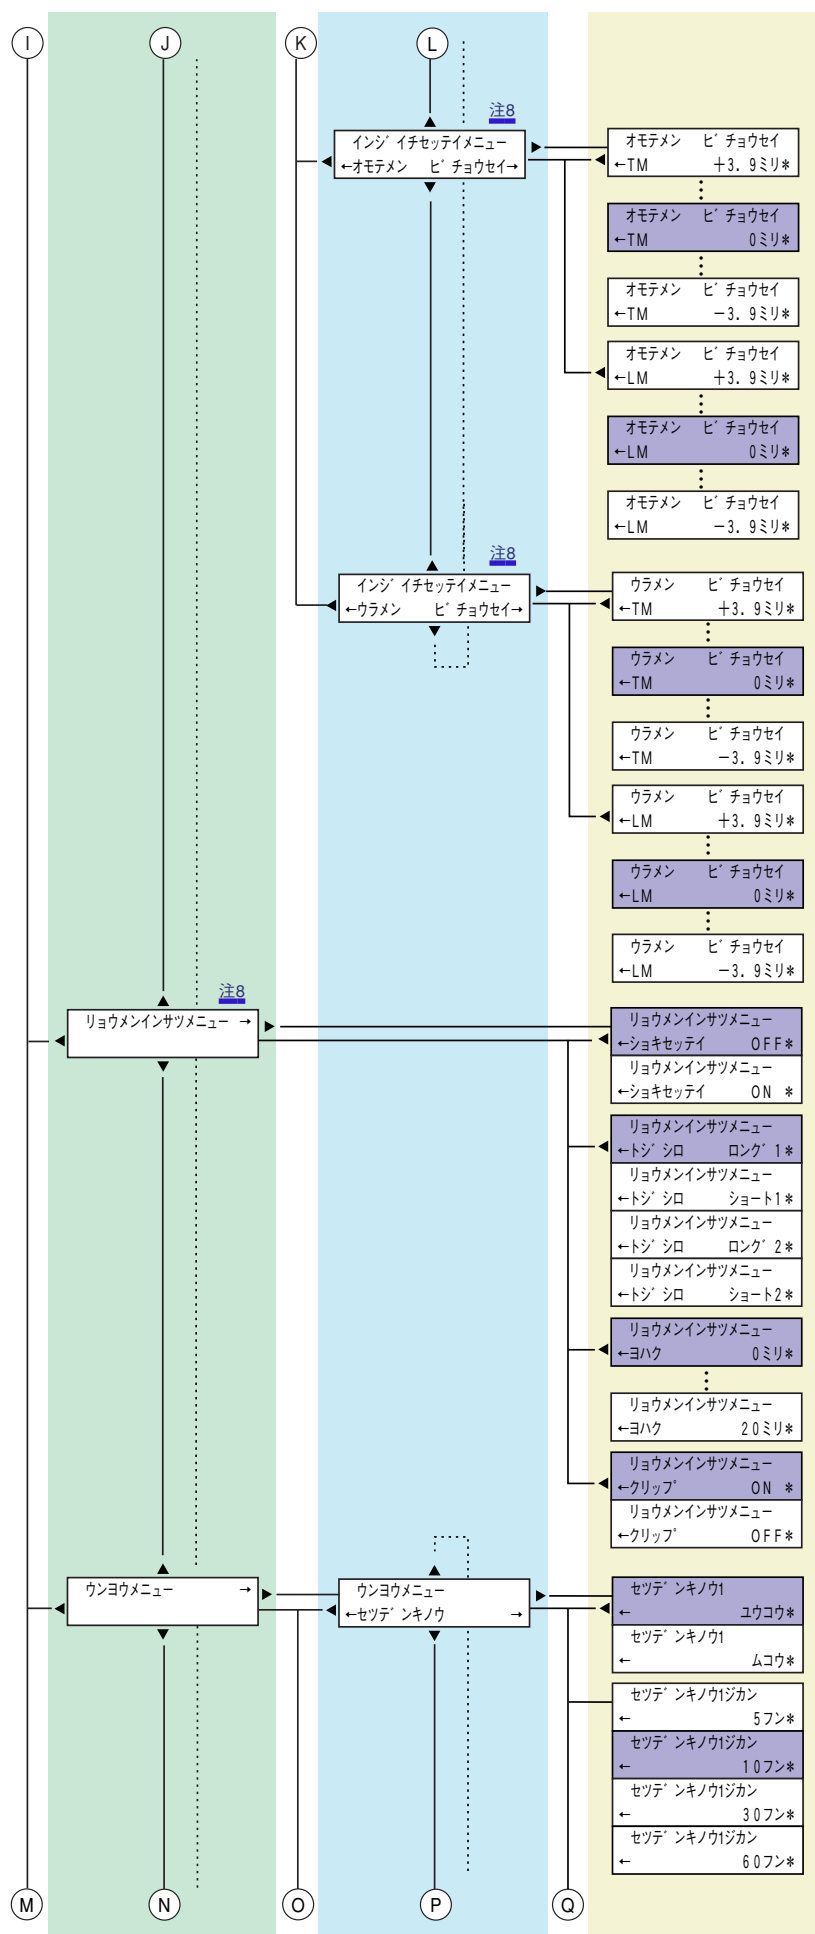 I
J
K
L
注8
インジ゛イチセッテイメニュー
←オモテメン ビ゛チョウセイ→
オモテメン ビ゛チョウセイ
←TM ＋3. 9ミリ*
オモテメン ビ゛チョウセイ
←TM 0ミリ*
オモテメン ビ゛チョウセイ
←TM －3. 9ミリ*
オモテメン ビ゛チョウセイ
←LM ＋3. 9ミリ*
オモテメン ビ゛チョウセイ
←LM 0ミリ*
オモテメン ビ゛チョウセイ
←LM －3. 9ミリ*
注8
インジ゛イチセッテイメニュー
←ウラメン ビ゛チョウセイ→
ウラメン ビ゛チョウセイ
←TM ＋3. 9ミリ*
ウラメン ビ゛チョウセイ
←TM 0ミリ*
ウラメン ビ゛チョウセイ
←TM －3. 9ミリ*
ウラメン ビ゛チョウセイ
←LM ＋3. 9ミリ*
ウラメン ビ゛チョウセイ
←LM 0ミリ*
ウラメン ビ゛チョウセイ
←LM －3. 9ミリ*
注8
リョウメンインサツメニュー →
リョウメンインサツメニュー
←ショキセッテイ OFF*
リョウメンインサツメニュー
←ショキセッテイ ON *
リョウメンインサツメニュー
←トジ゛シロ ロング゛1*
リョウメンインサツメニュー
←トジ゛シロ ショート1*
リョウメンインサツメニュー
←トジ゛シロ ロング゛2*
リョウメンインサツメニュー
←トジ゛シロ ショート2*
リョウメンインサツメニュー
←ヨハク 0ミリ*
リョウメンインサツメニュー
←ヨハク 20ミリ*
リョウメンインサツメニュー
←クリップ ON *
リョウメンインサツメニュー
←クリップ OFF*
ウンヨウメニュー →
ウンヨウメニュー
←セツデ゛ンキノウ →
セツデ゛ンキノウ1
← ユウコウ*
セツデ゛ンキノウ1
← ムコウ*
セツデ゛ンキノウ1ジカン
← 5フン*
セツデ゛ンキノウ1ジカン
← 10フン*
セツデ゛ンキノウ1ジカン
← 30フン*
セツデ゛ンキノウ1ジカン
← 60フン*
M
N
O
P
Q